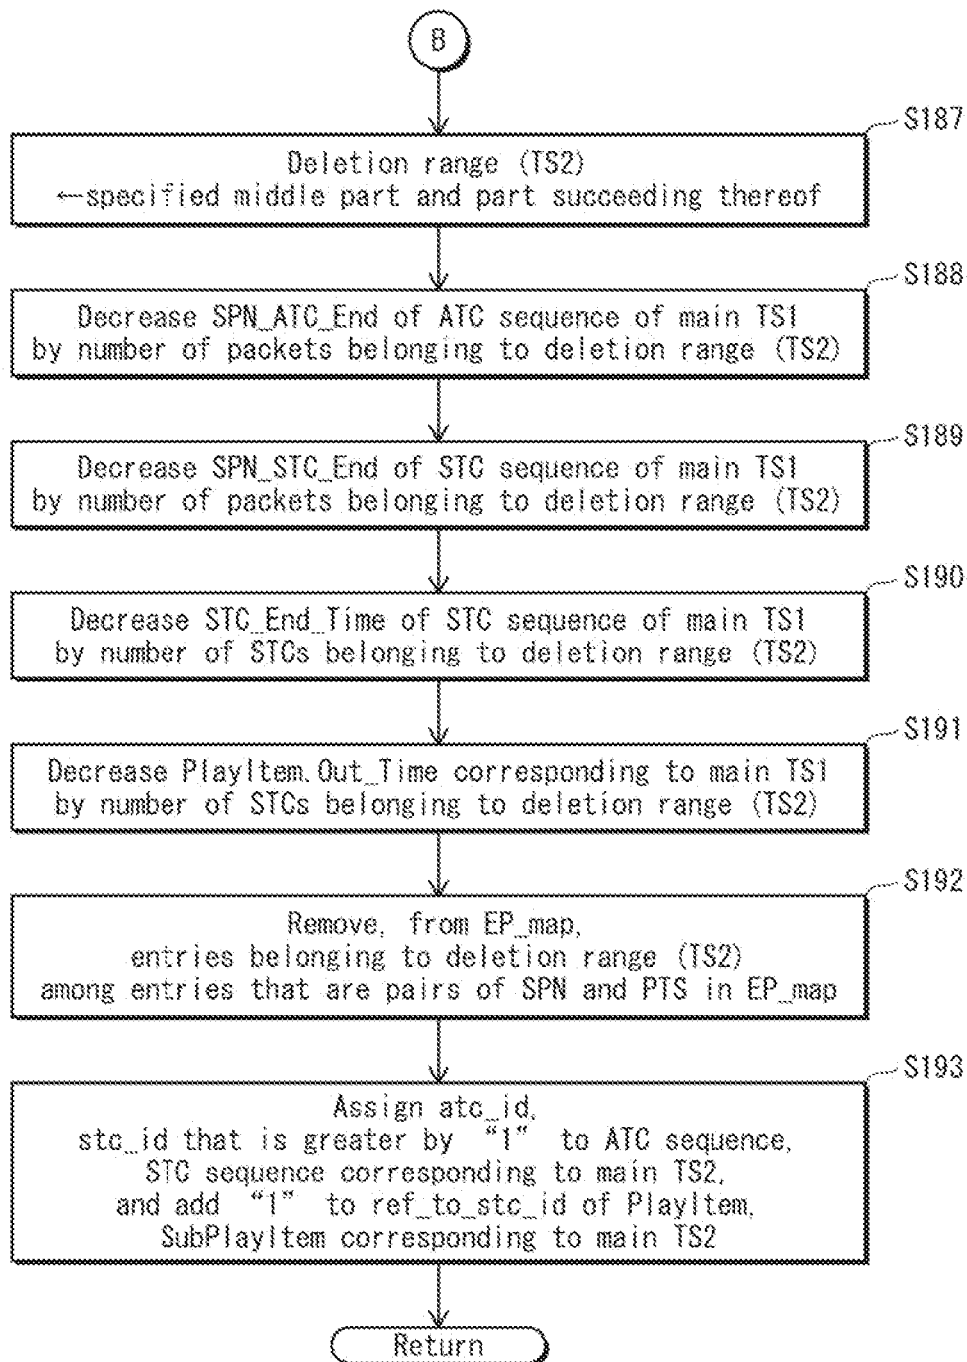 B
S187
Deletion range (TS2)
←specified middle part and part succeeding thereof
S188
Decrease SPN_ATC_End of ATC sequence of main TS1
by number of packets belonging to deletion range (TS2)
S189
Decrease SPN_STC_End of STC sequence of main TS1
by number of packets belonging to deletion range (TS2)
S190
Decrease STC_End_Time of STC sequence of main TS1
by number of STCs belonging to deletion range (TS2)
S191
Decrease PlayItem.Out_Time corresponding to main TS1
by number of STCs belonging to deletion range (TS2)
S192
Remove, from EP_map,
entries belonging to deletion range (TS2)
among entries that are pairs of SPN and PTS in EP_map
S193
Assign atc_id,
stc_id that is greater by “1” to ATC sequence,
STC sequence corresponding to main TS2,
and add “1” to ref_to_stc_id of PlayItem,
SubPlayItem corresponding to main TS2
Return